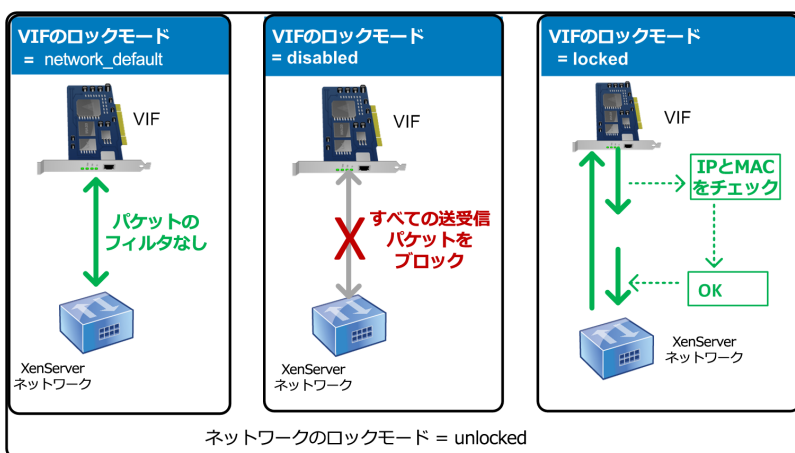 VIFのロックモード
= network_default
VIF
パケットの
フィルタなし
XenServer
ネットワーク
VIFのロックモード
= disabled
VIF
すべての送受信
パケットを
ブロック
X
XenServer
ネットワーク
VIFのロックモード
= locked
VIF
IPとMAC
をチェック
OK
XenServer
ネットワーク
ネットワークのロックモード = unlocked